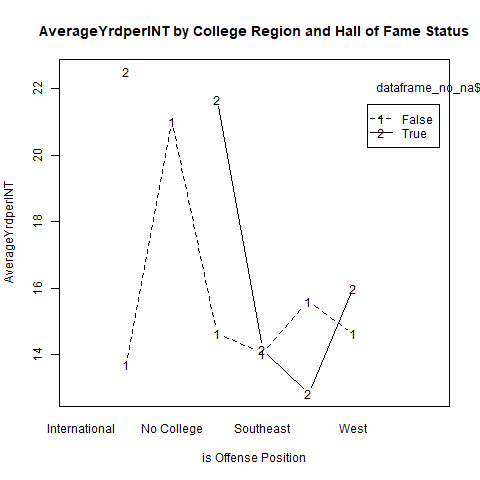 AverageYrdperINT by College Region and Hall of Fame Status
dataframe_no_na$
1 False
2 True
AverageYrdperINT
22
20
18
16
14
2
1
2
1
1
2
1
1
2
2
1
International No College Southeast West
is Offense Position